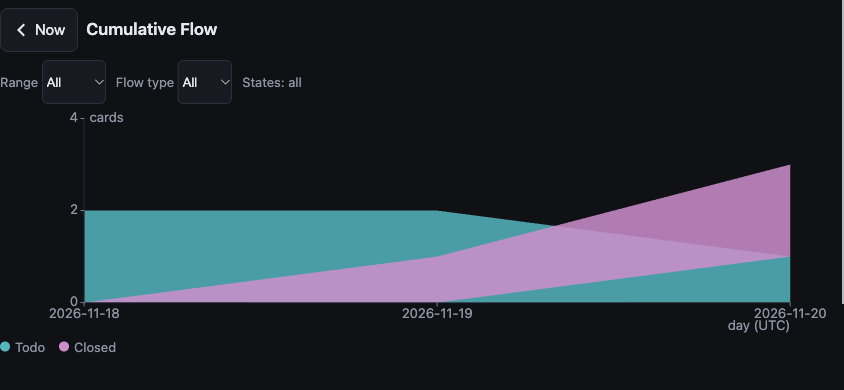 Now Cumulative Flow
Range All Flow type All States: all
4 cards
2
0
2026-11-18 2026-11-19 2026-11-20
day (UTC)
Todo Closed